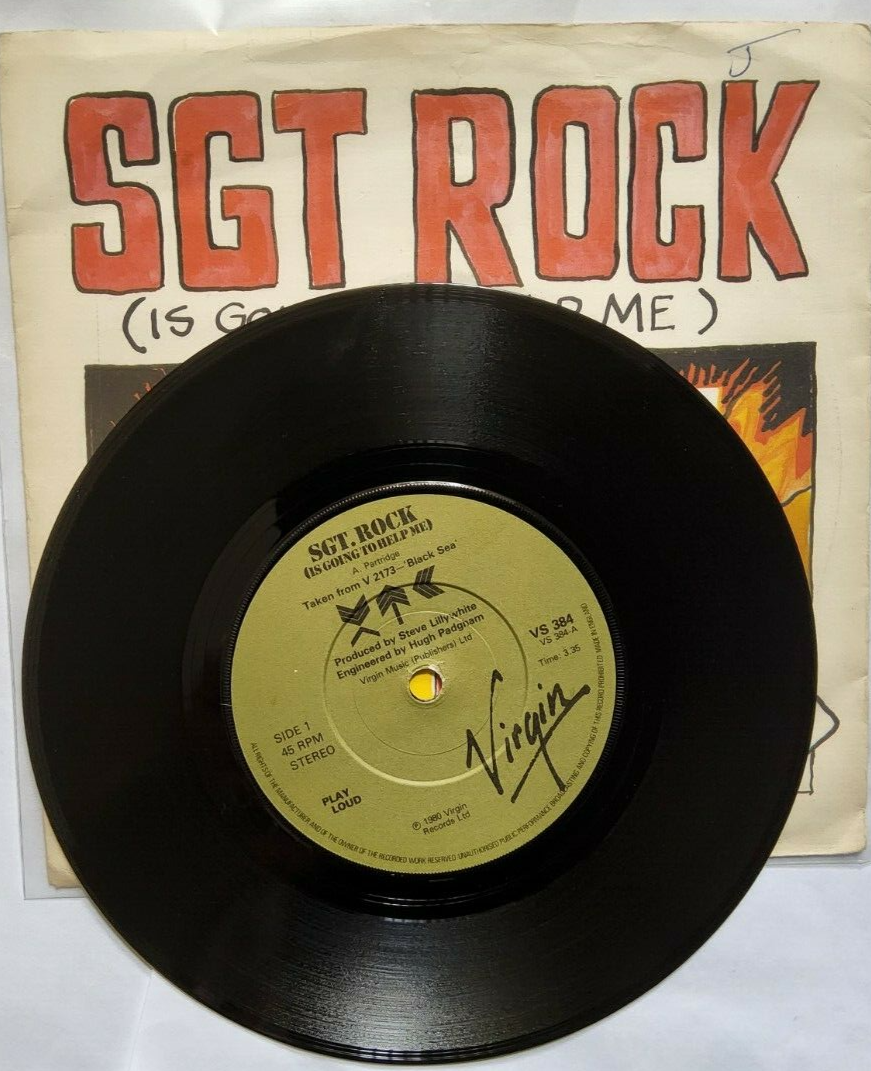 J
SGT ROCK
(IS GO P ME)
SGT. ROCK
(IS GOING TO HELP ME)
A. Partridge
Taken from V 2173—'Black Sea'
XTC
Produced by Steve Lillywhite
Engineered by Hugh Padgham
Virgin Music (Publishers) Ltd
VS 384
VS 384-A
Time: 3.35
SIDE 1
45 RPM
STEREO
Virgin
PLAY
LOUD
℗ 1980 Virgin
Records Ltd
ALL RIGHTS OF THE MANUFACTURER AND OF THE OWNER OF THE RECORDED WORK RESERVED. UNAUTHORISED PUBLIC PERFORMANCE BROADCASTING AND COPYING OF THIS RECORD PROHIBITED. MADE IN ENGLAND